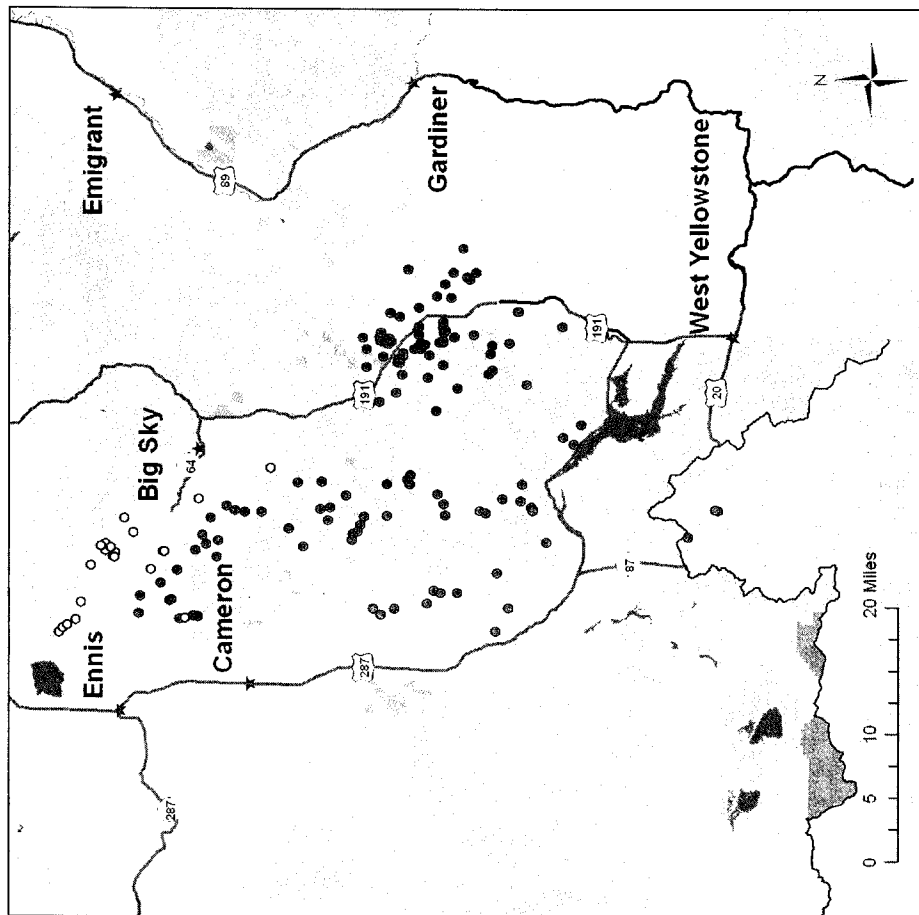 Emigrant
89
Gardiner
N
Big Sky
64
191
191
West Yellowstone
20
Ennis
Cameron
287
287
87
0 5 10 20 Miles